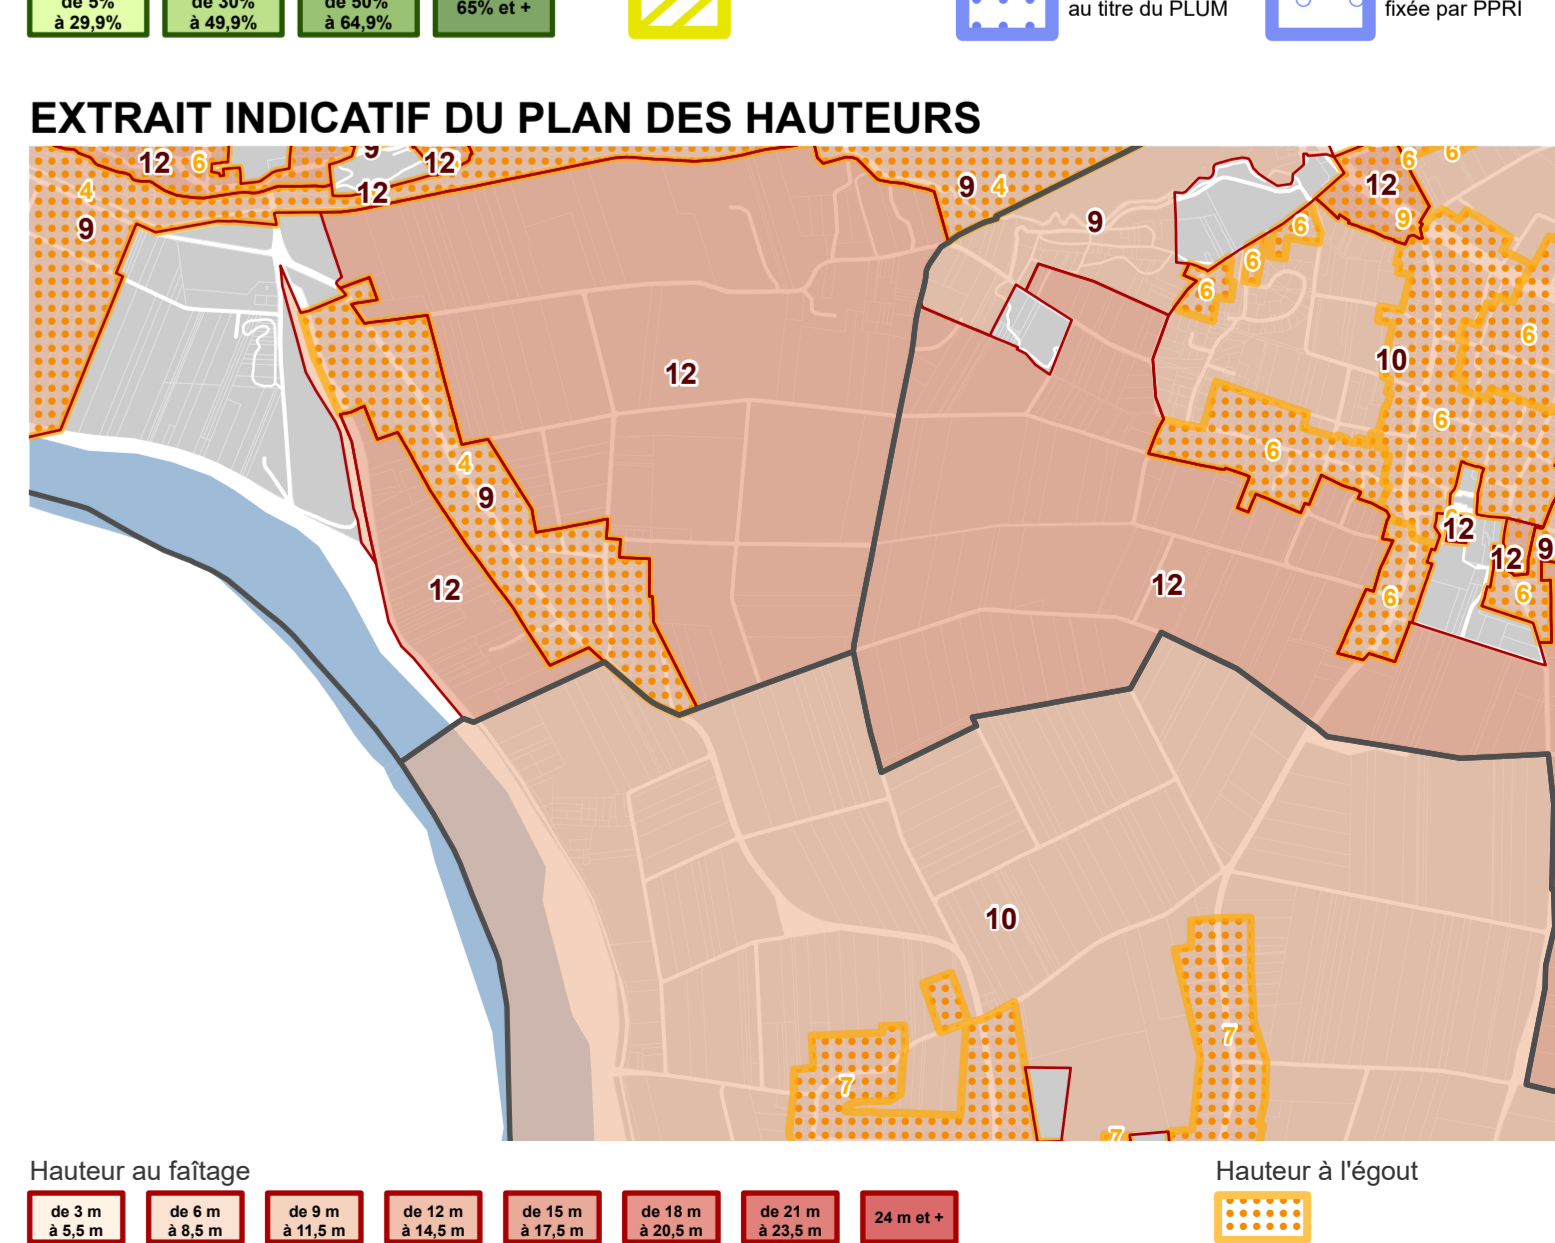 de 5%
à 29,9%
de 30%
à 49,9%
de 50%
à 64,9%
65% et +
au titre du PLUM
fixée par PPRI
EXTRAIT INDICATIF DU PLAN DES HAUTEURS
12
6
9
12
12
4
9
9
4
9
6
6
12
9
6
6
6
12
10
6
6
6
4
9
12
12
12
12
9
6
6
10
7
7
7
Hauteur au faîtage
Hauteur à l'égout
de 3 m
à 5,5 m
de 6 m
à 8,5 m
de 9 m
à 11,5 m
de 12 m
à 14,5 m
de 15 m
à 17,5 m
de 18 m
à 20,5 m
de 21 m
à 23,5 m
24 m et +